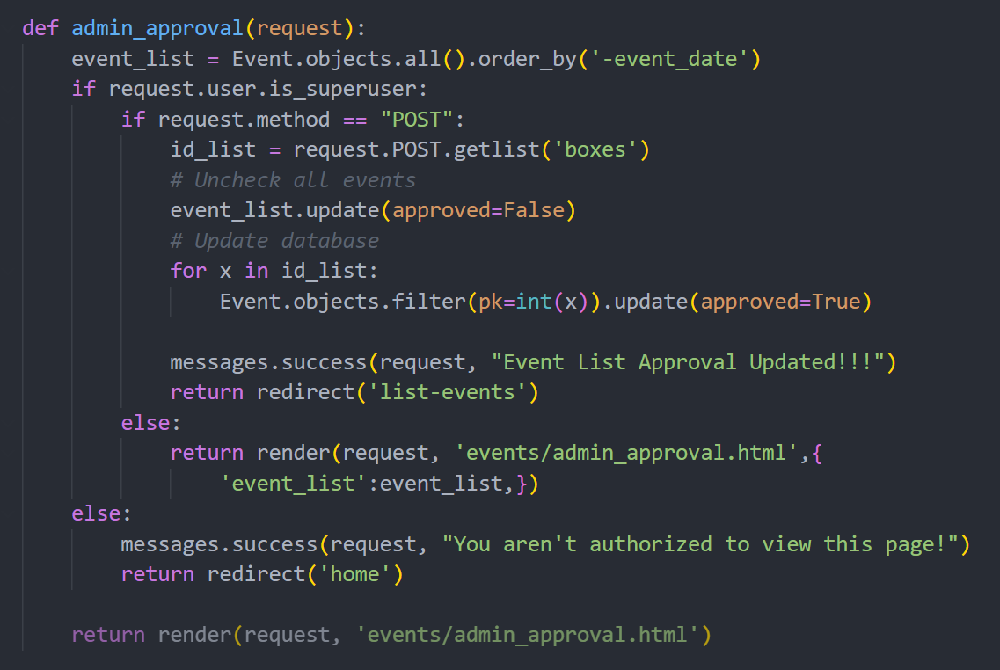 def admin_approval(request):
    event_list = Event.objects.all().order_by('-event_date')
    if request.user.is_superuser:
        if request.method == "POST":
            id_list = request.POST.getlist('boxes')
            # Uncheck all events
            event_list.update(approved=False)
            # Update database
            for x in id_list:
                Event.objects.filter(pk=int(x)).update(approved=True)

            messages.success(request, "Event List Approval Updated!!!")
            return redirect('list-events')
        else:
            return render(request, 'events/admin_approval.html',{
                'event_list':event_list,})
    else:
        messages.success(request, "You aren't authorized to view this page!")
        return redirect('home')

    return render(request, 'events/admin_approval.html')